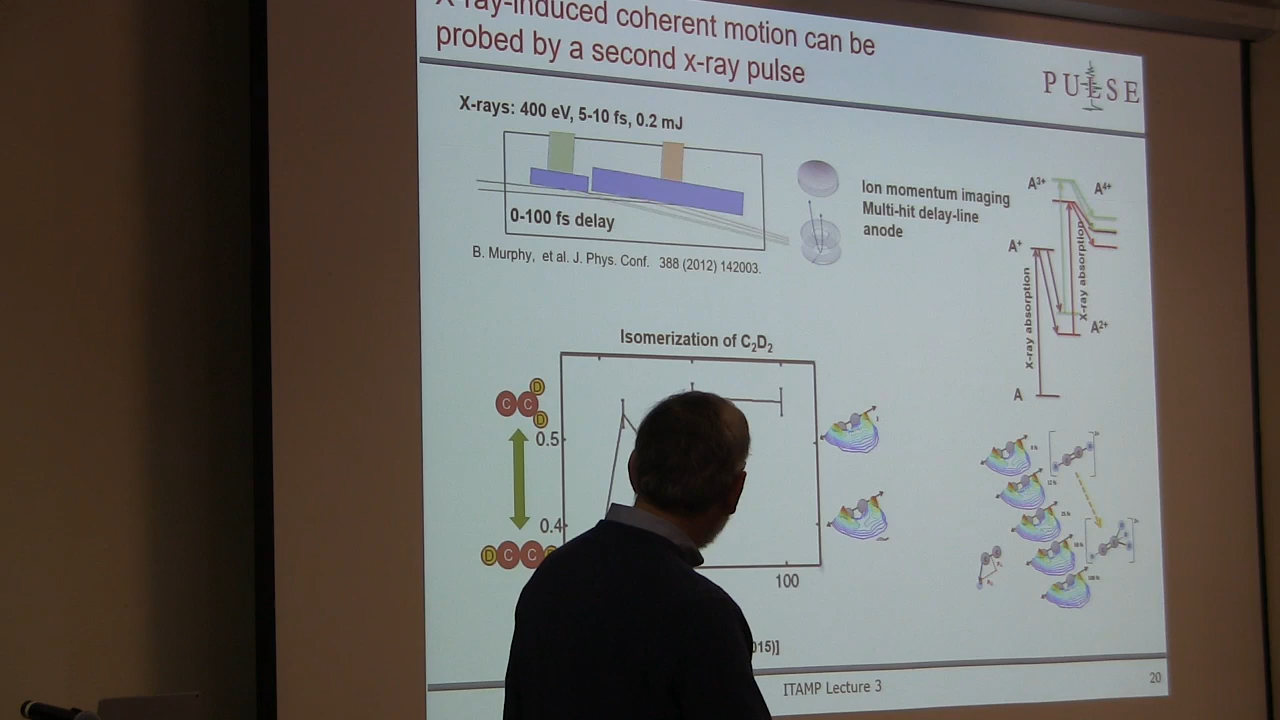 X-ray-induced coherent motion can be
probed by a second x-ray pulse
PULSE
X-rays: 400 eV, 5-10 fs, 0.2 mJ
0-100 fs delay
B. Murphy, et al. J. Phys. Conf. 388 (2012) 142003.
Ion momentum imaging
Multi-hit delay-line
anode
A³⁺
A⁴⁺
A⁺
X-ray absorption
X-ray absorption
A²⁺
A
Isomerization of C₂D₂
D
C C
D
0.5
0.4
D C C
100
015)]
ITAMP Lecture 3
20